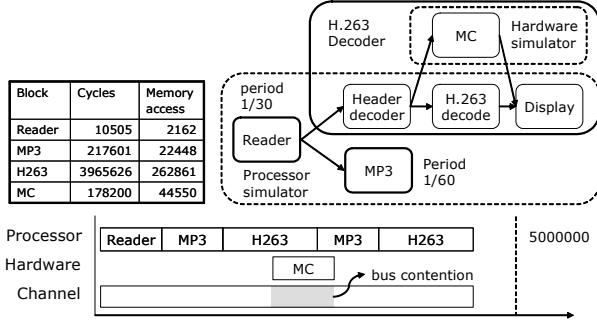 H.263
Decoder
MC
Hardware
simulator
Block Cycles Memory
access
Reader 10505 2162
MP3 217601 22448
H263 3965626 262861
MC 178200 44550
period
1/30
Reader
Header
decoder
H.263
decode
Display
Processor
simulator
MP3
Period
1/60
Processor Reader MP3 H263 MP3 H263 5000000
Hardware MC
Channel bus contention